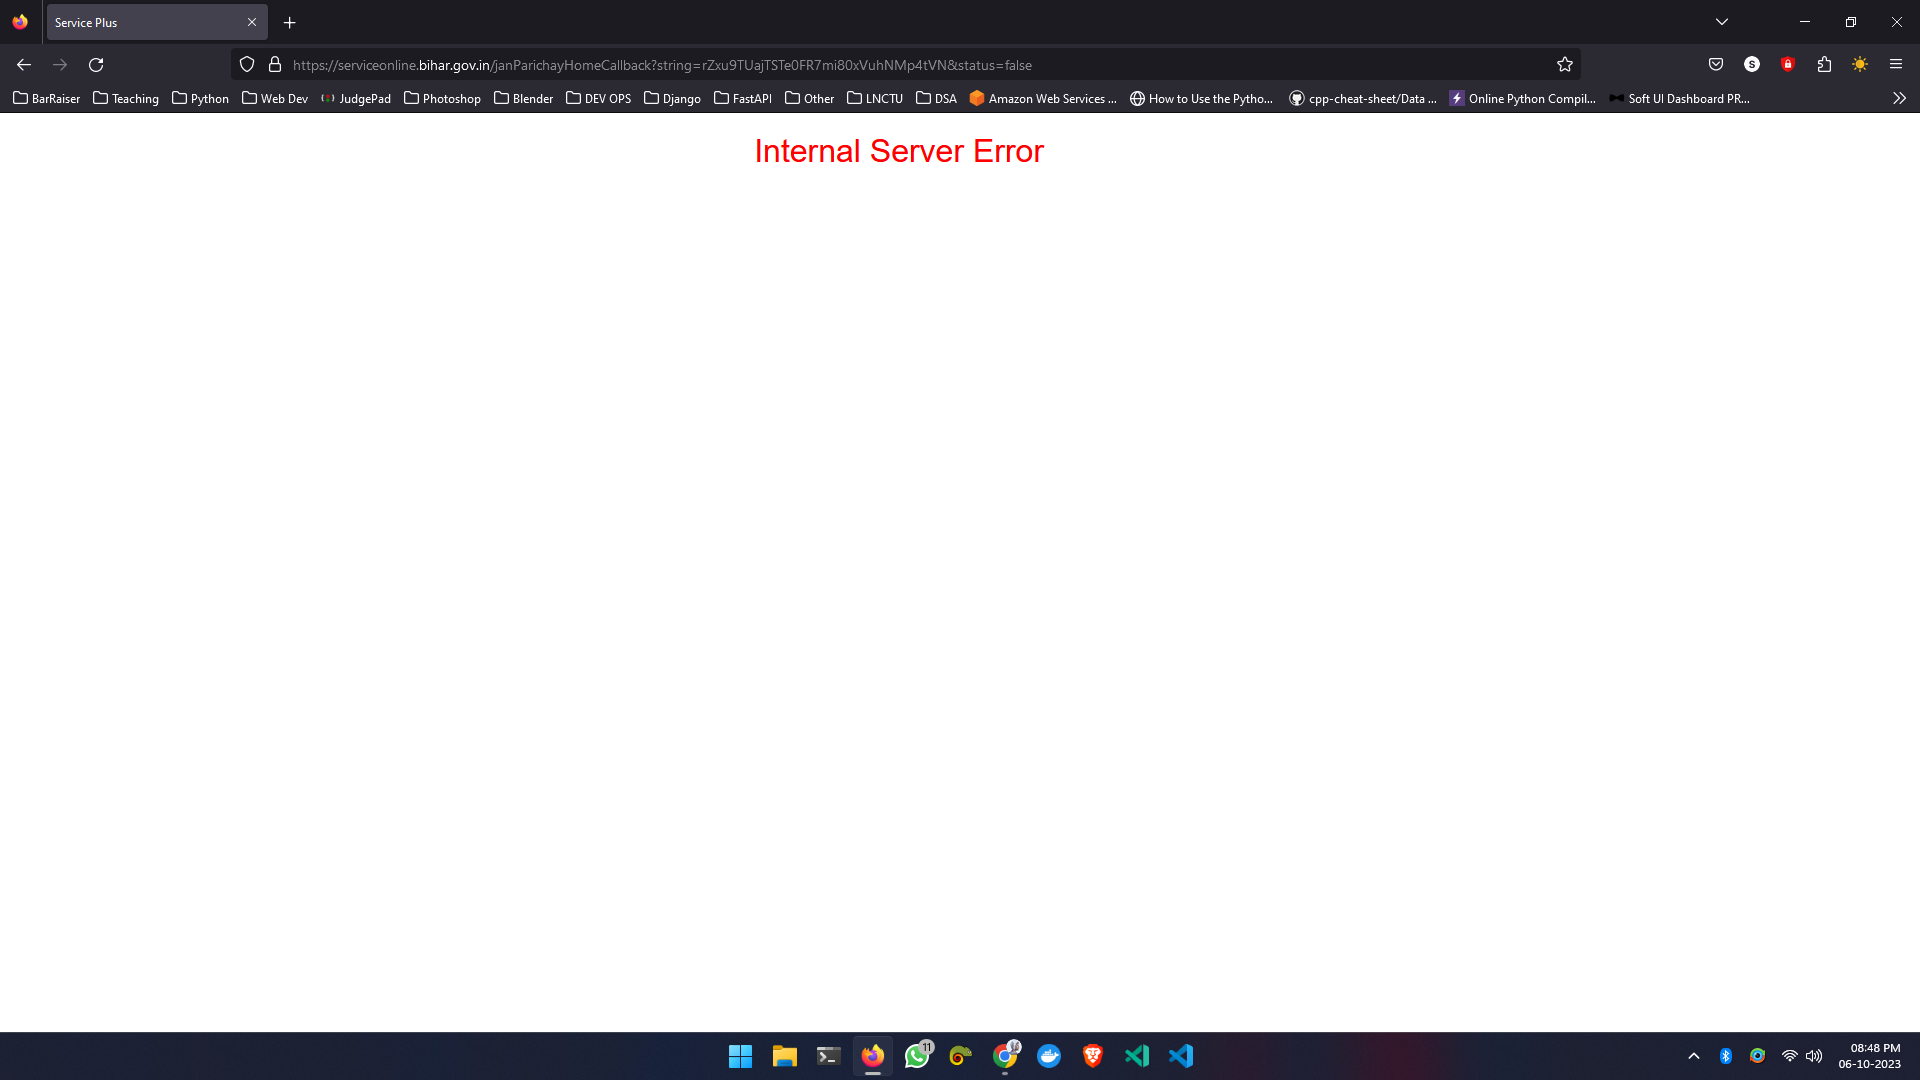 Service Plus
https://serviceonline.bihar.gov.in/janParichayHomeCallback?string=rZxu9TUajTSTe0FR7mi80xVuhNMp4tVN&status=false
S
BarRaiser Teaching Python Web Dev JudgePad Photoshop Blender DEV OPS Django FastAPI Other LNCTU DSA Amazon Web Services ... How to Use the Pytho... cpp-cheat-sheet/Data ... Online Python Compil... Soft UI Dashboard PR...
Internal Server Error
11
08:48 PM
06-10-2023